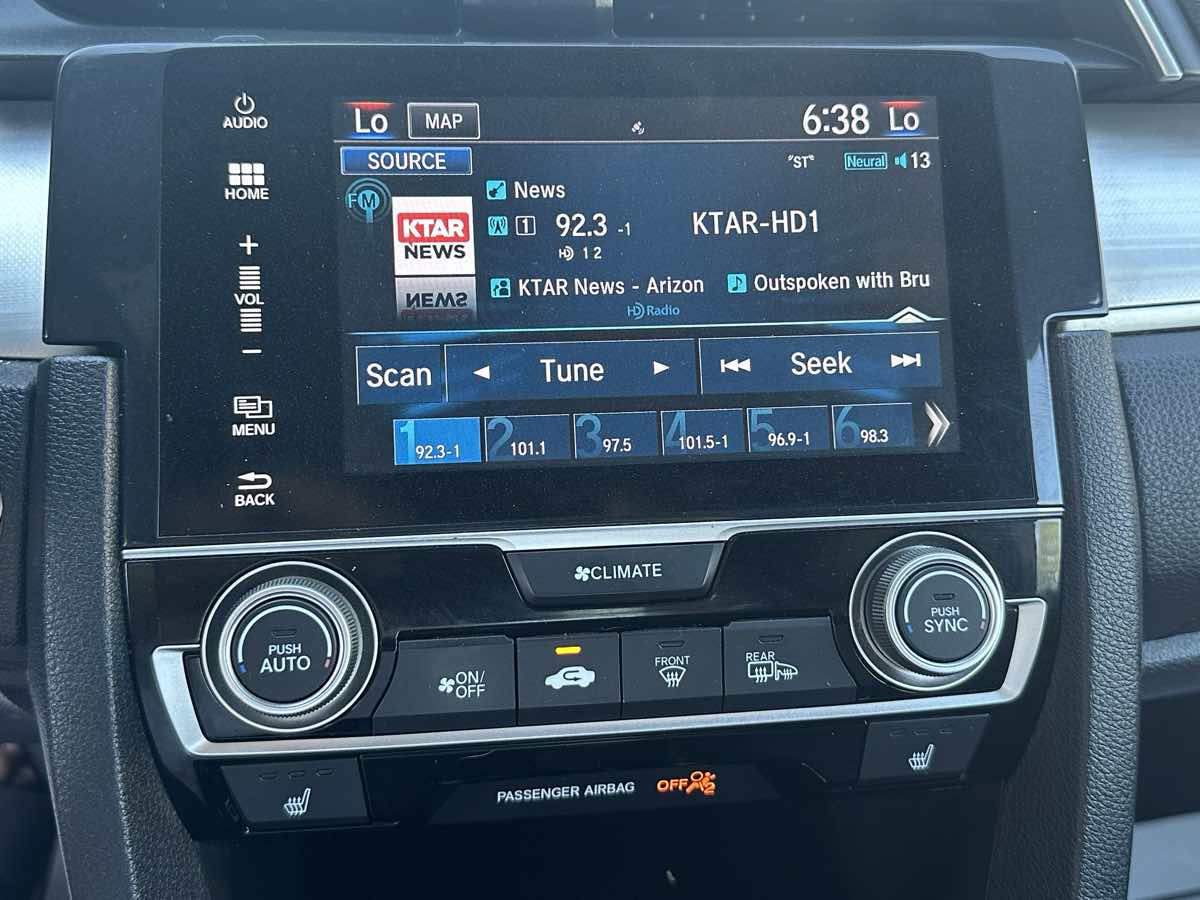 AUDIO
HOME
+
VOL
−
MENU
BACK
Lo MAP 6:38 Lo
SOURCE "ST" Neural 13
FM
KTAR
NEWS
News
1 92.3 -1 KTAR-HD1
HD 1 2
KTAR News - Arizon Outspoken with Bru
HD Radio
Scan Tune Seek
1 92.3-1
2 101.1
3 97.5
4 101.5-1
5 96.9-1
6 98.3
CLIMATE
PUSH
AUTO
ON/
OFF
FRONT
REAR
PUSH
SYNC
PASSENGER AIRBAG OFF 2